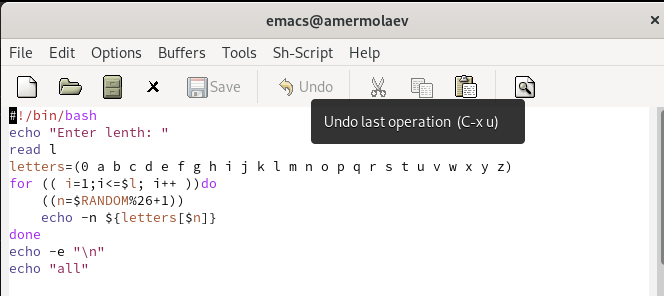 emacs@amermolaev
File Edit Options Buffers Tools Sh-Script Help
Save Undo
Undo last operation (C-x u)
#!/bin/bash
echo "Enter lenth: "
read l
letters=(0 a b c d e f g h i j k l m n o p q r s t u v w x y z)
for (( i=1;i<=$l; i++ ))do
    ((n=$RANDOM%26+1))
    echo -n ${letters[$n]}
done
echo -e "\n"
echo "all"